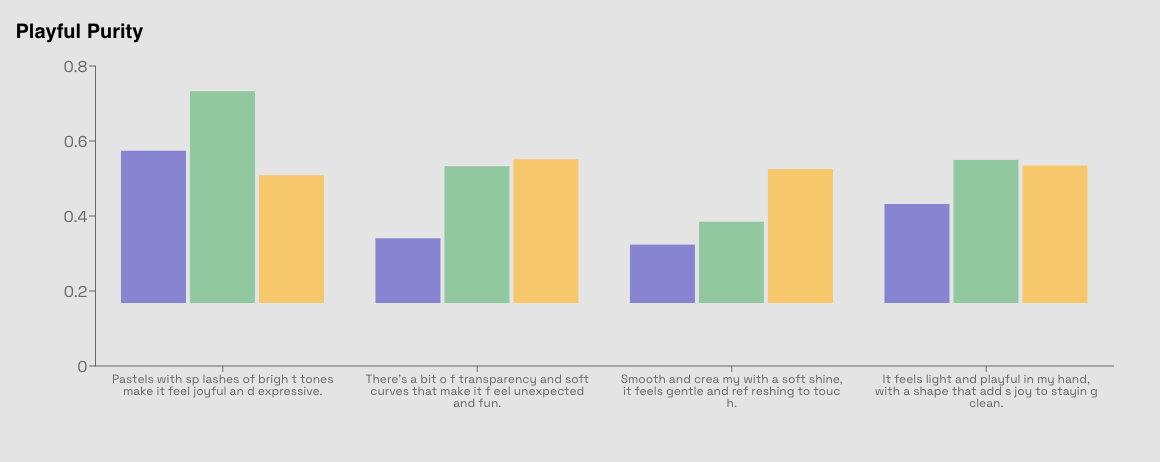 Playful Purity
0.8
0.6
0.4
0.2
0
Pastels with sp lashes of brigh t tones
make it feel joyful an d expressive.
There's a bit o f transparency and soft
curves that make it f eel unexpected
and fun.
Smooth and crea my with a soft shine,
it feels gentle and ref reshing to touc
h.
It feels light and playful in my hand,
with a shape that add s joy to stayin g
clean.